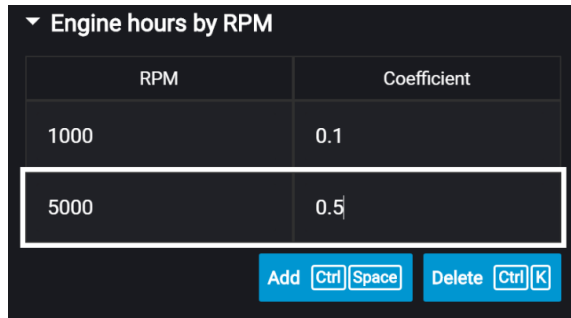 Engine hours by RPM
RPM Coefficient
1000 0.1
5000 0.5
Add Ctrl Space Delete Ctrl K